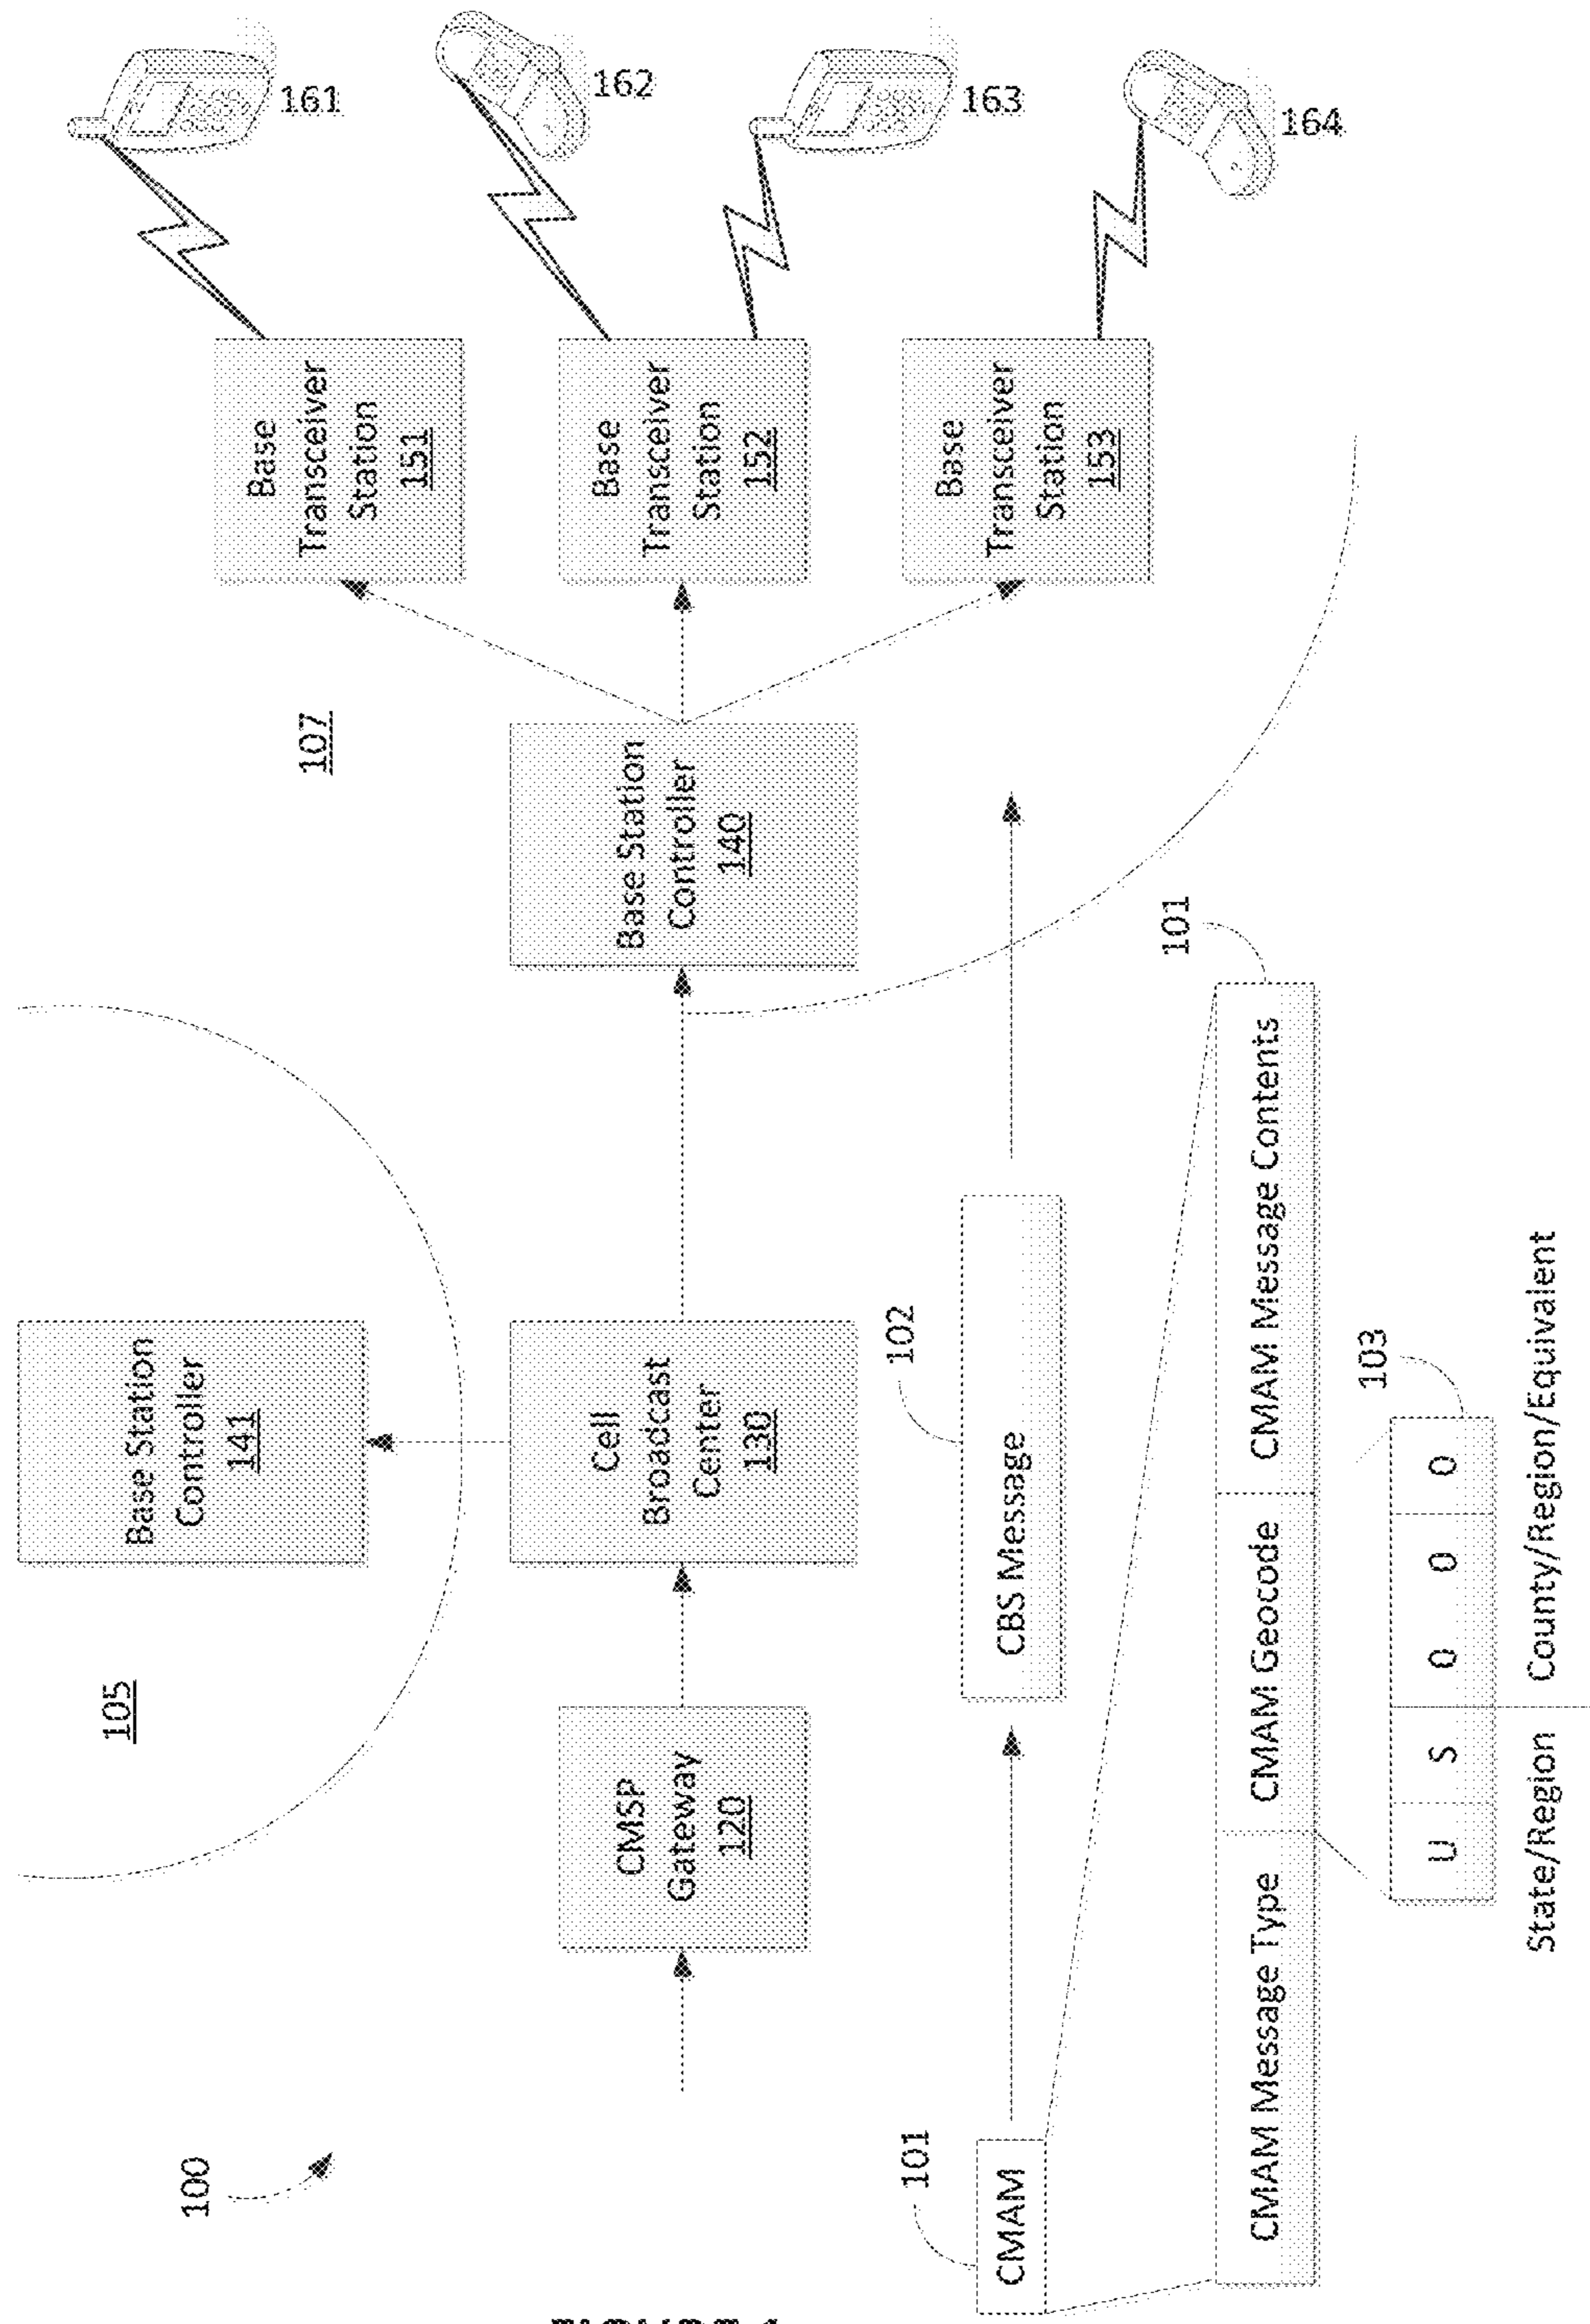 100
105
107
Base Station
Controller
141
CMSP
Gateway
120
Cell
Broadcast
Center
130
Base Station
Controller
140
Base
Transceiver
Station
151
Base
Transceiver
Station
152
Base
Transceiver
Station
153
161
162
163
164
101
CMAM
102
CBS Message
101
CMAM Message Type
CMAM Geocode
CMAM Message Contents
103
U S 0 0 0
State/Region County/Region/Equivalent